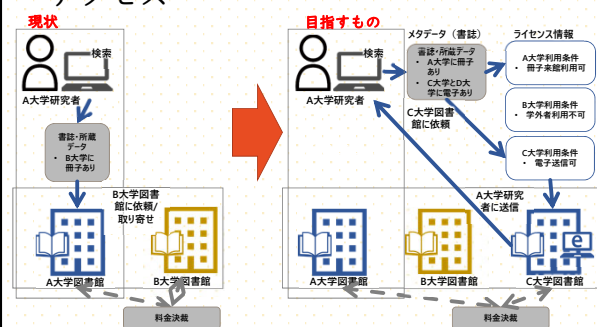 現状
検索
A大学研究者
書誌・所蔵
データ
・ B大学に
冊子あり
B大学図書
館に依頼/
取り寄せ
A大学図書館
B大学図書館
料金決裁
目指すもの
検索
A大学研究者
メタデータ（書誌）
書誌・所蔵データ
・ A大学に冊子
あり
・ C大学とD大
学に電子あり
C大学図書
館に依頼
ライセンス情報
A大学利用条件
・ 冊子来館利用可
B大学利用条件
・ 学外者利用不可
C大学利用条件
・ 電子送信可
A大学研究
者に送信
A大学図書館
B大学図書館
C大学図書館
e
料金決裁